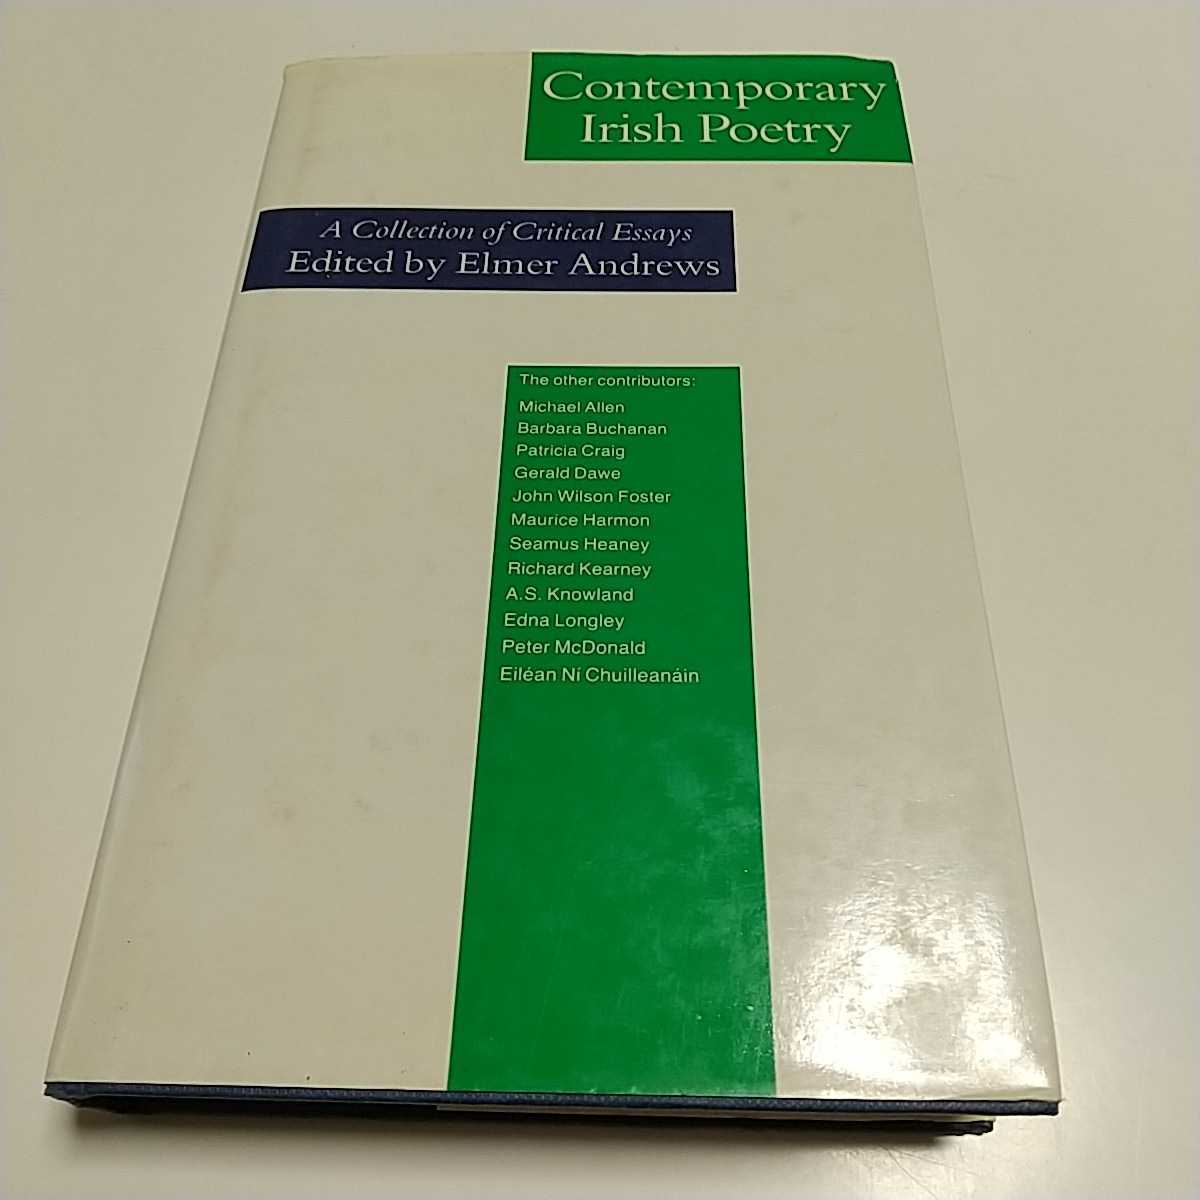 Contemporary
Irish Poetry
A Collection of Critical Essays
Edited by Elmer Andrews
The other contributors:
Michael Allen
Barbara Buchanan
Patricia Craig
Gerald Dawe
John Wilson Foster
Maurice Harmon
Seamus Heaney
Richard Kearney
A.S. Knowland
Edna Longley
Peter McDonald
Eiléan Ní Chuilleanáin